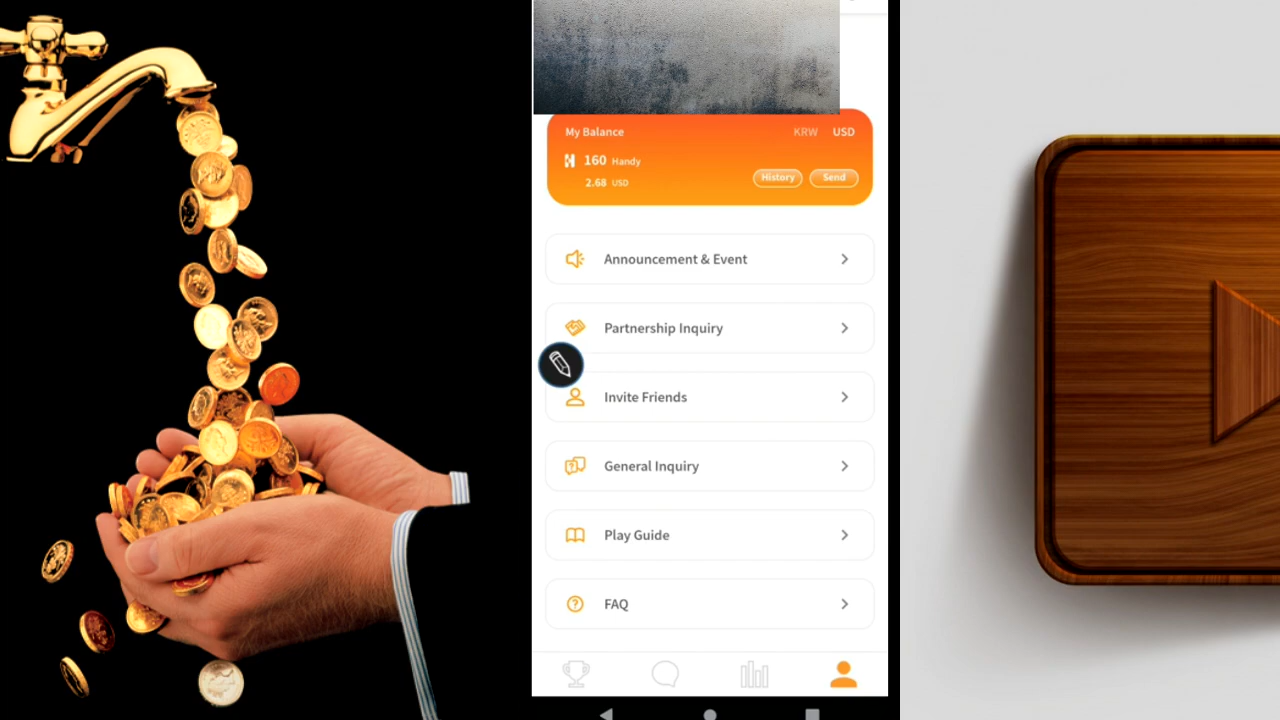 My Balance
KRW USD
160 Handy
2.68 USD
History
Send
Announcement & Event
Partnership Inquiry
Invite Friends
General Inquiry
Play Guide
FAQ